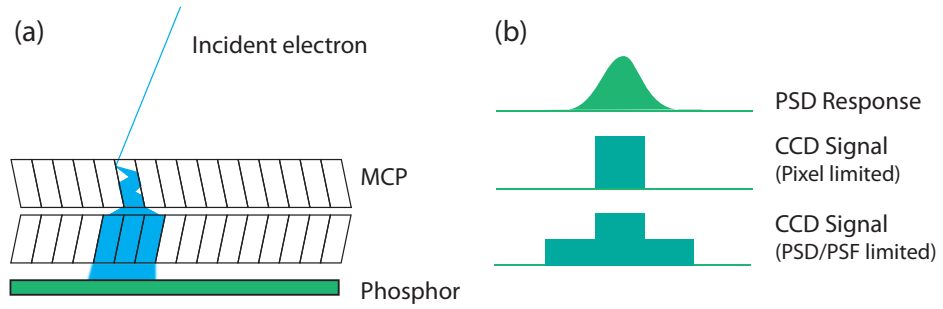 (a)
Incident electron
MCP
Phosphor
(b)
PSD Response
CCD Signal
(Pixel limited)
CCD Signal
(PSD/PSF limited)